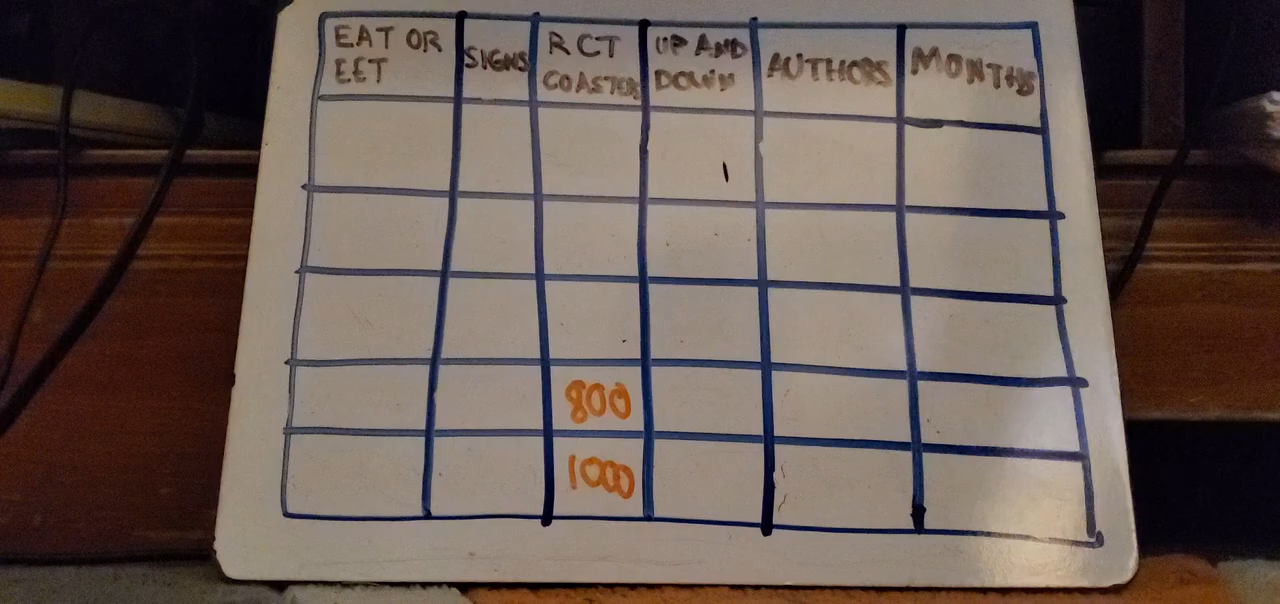 EAT OR
EET
SIGNS
RCT
COASTER
UP AND
DOWN
AUTHORS
MONTHS
800
1000